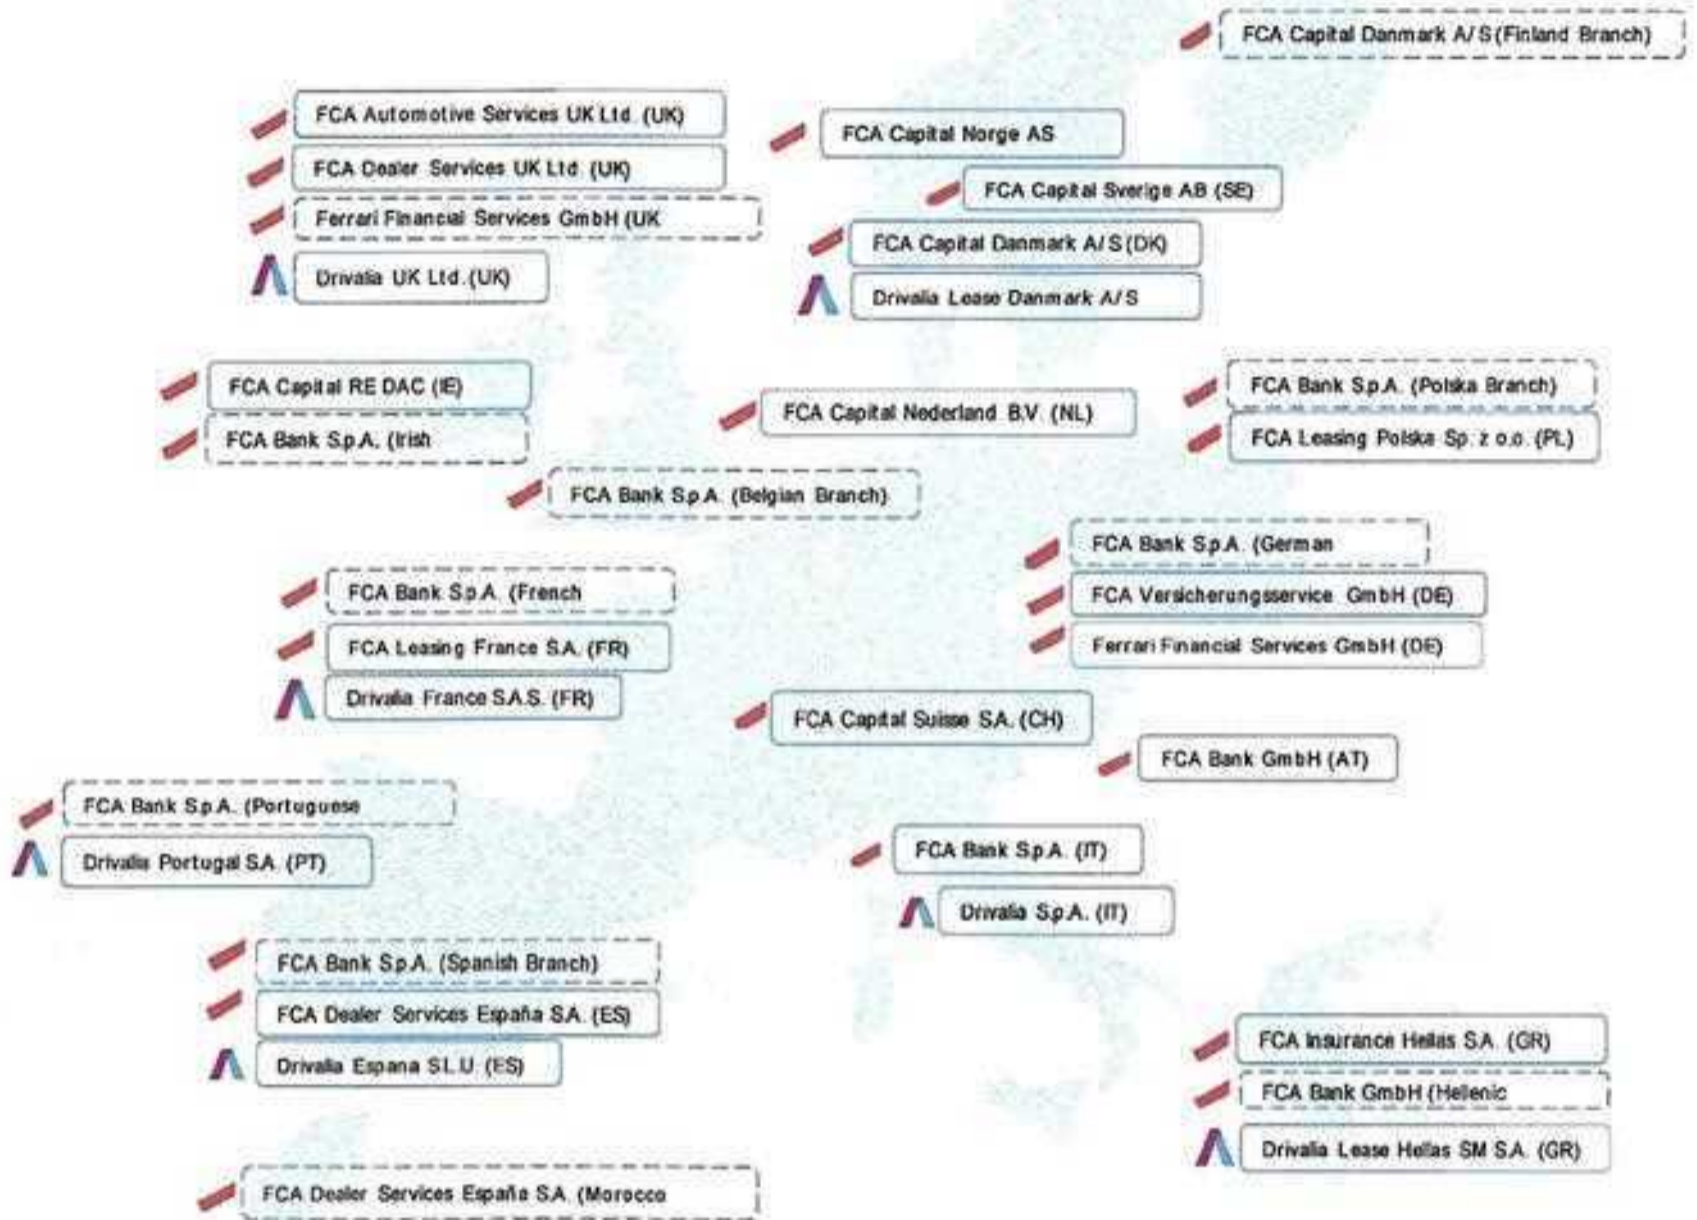 FCA Capital Danmark A/S (Finland Branch)
FCA Automotive Services UK Ltd. (UK)
FCA Dealer Services UK Ltd. (UK)
Ferrari Financial Services GmbH (UK
Drivalia UK Ltd. (UK)
FCA Capital Norge AS
FCA Capital Sverige AB (SE)
FCA Capital Danmark A/S (DK)
Drivalia Lease Danmark A/S
FCA Capital RE DAC (IE)
FCA Bank S.p.A. (Irish
FCA Capital Nederland B.V. (NL)
FCA Bank S.p.A. (Polska Branch)
FCA Leasing Polska Sp. z o.o. (PL)
FCA Bank S.p.A. (Belgian Branch)
FCA Bank S.p.A. (German
FCA Versicherungsservice GmbH (DE)
Ferrari Financial Services GmbH (DE)
FCA Bank S.p.A. (French
FCA Leasing France S.A. (FR)
Drivalia France S.A.S. (FR)
FCA Capital Suisse S.A. (CH)
FCA Bank GmbH (AT)
FCA Bank S.p.A. (Portuguese
Drivalia Portugal S.A. (PT)
FCA Bank S.p.A. (IT)
Drivalia S.p.A. (IT)
FCA Bank S.p.A. (Spanish Branch)
FCA Dealer Services España S.A. (ES)
Drivalia Espana S.L.U. (ES)
FCA Insurance Hellas S.A. (GR)
FCA Bank GmbH (Hellenic
Drivalia Lease Hellas SM S.A. (GR)
FCA Dealer Services España S.A. (Morocco